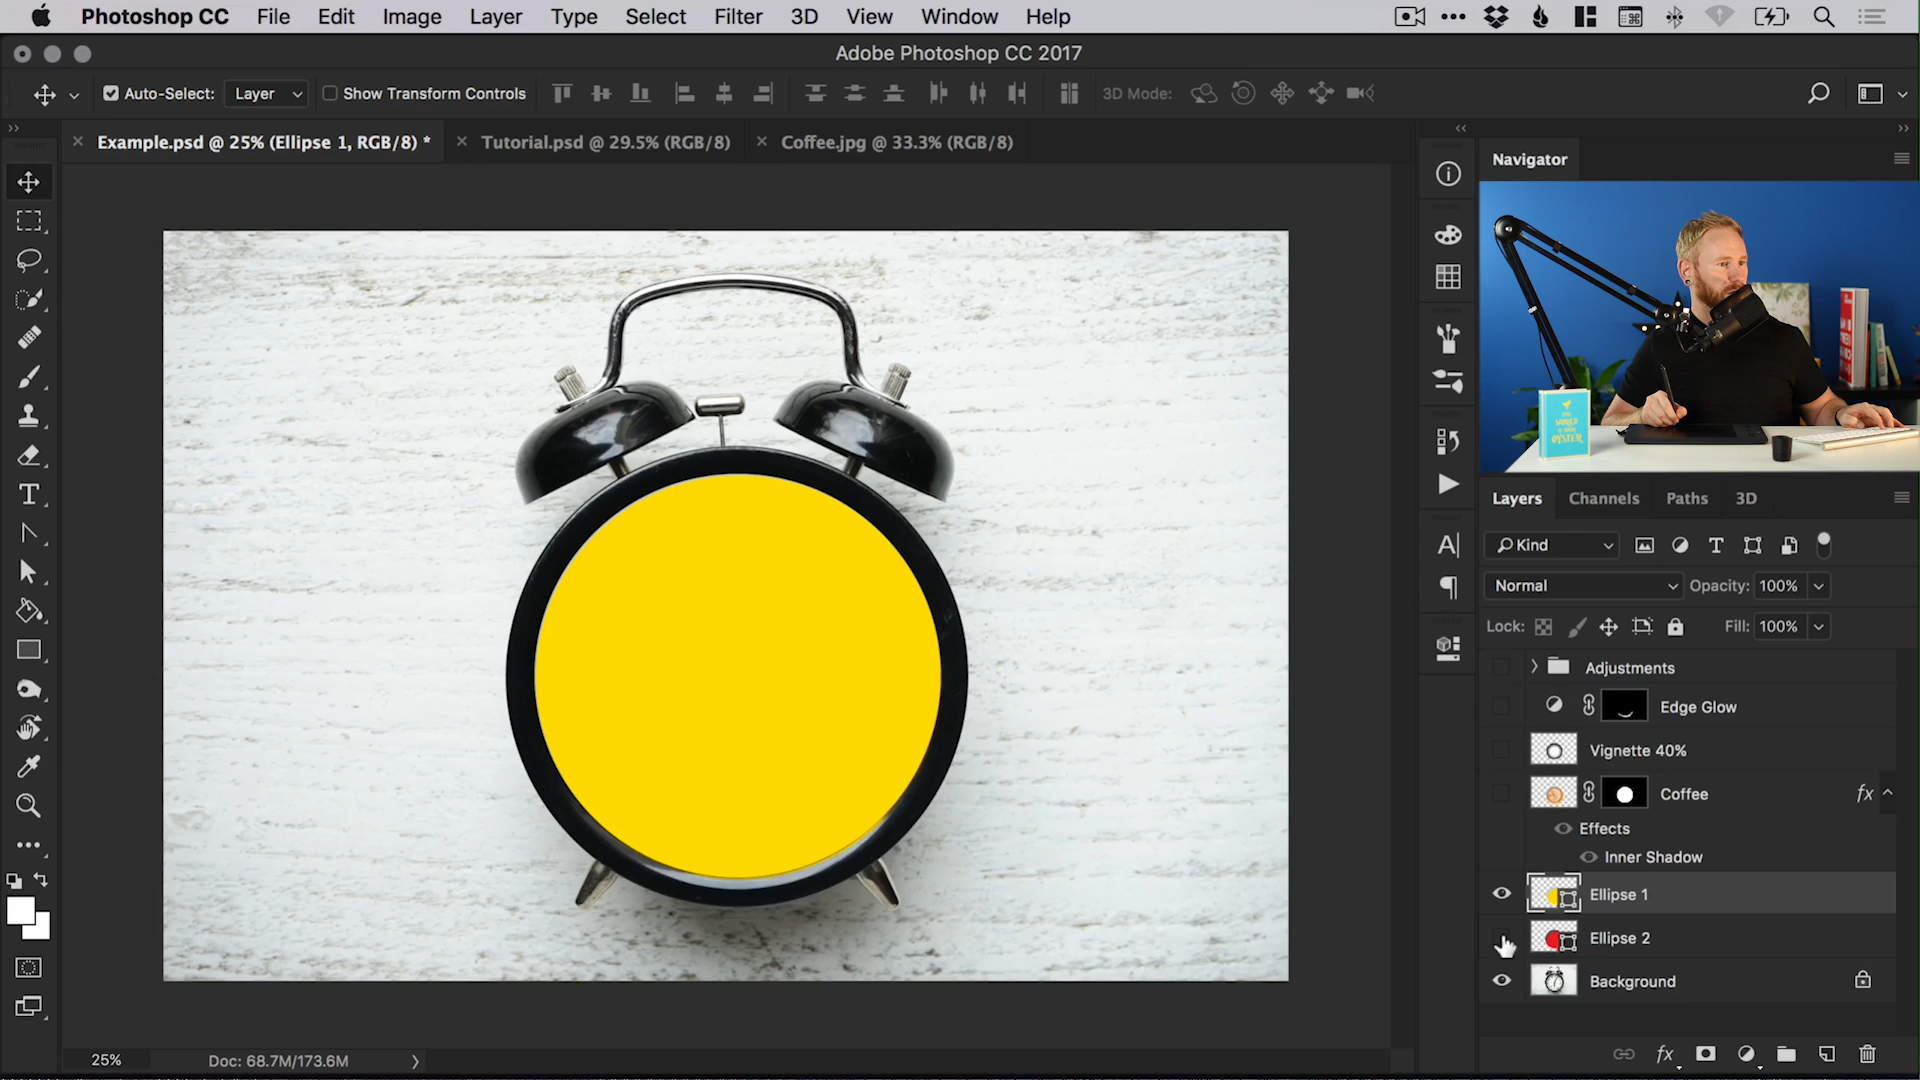 Photoshop CC File Edit Image Layer Type Select Filter 3D View Window Help
Adobe Photoshop CC 2017
Auto-Select: Layer Show Transform Controls 3D Mode:
Example.psd @ 25% (Ellipse 1, RGB/8) * Tutorial.psd @ 29.5% (RGB/8) Coffee.jpg @ 33.3% (RGB/8)
Navigator
WORLD
OYSTER
Layers Channels Paths 3D
Kind
Normal Opacity: 100%
Lock: Fill: 100%
Adjustments
Edge Glow
Vignette 40%
Coffee fx
Effects
Inner Shadow
Ellipse 1
Ellipse 2
Background
25% Doc: 68.7M/173.6M
fx